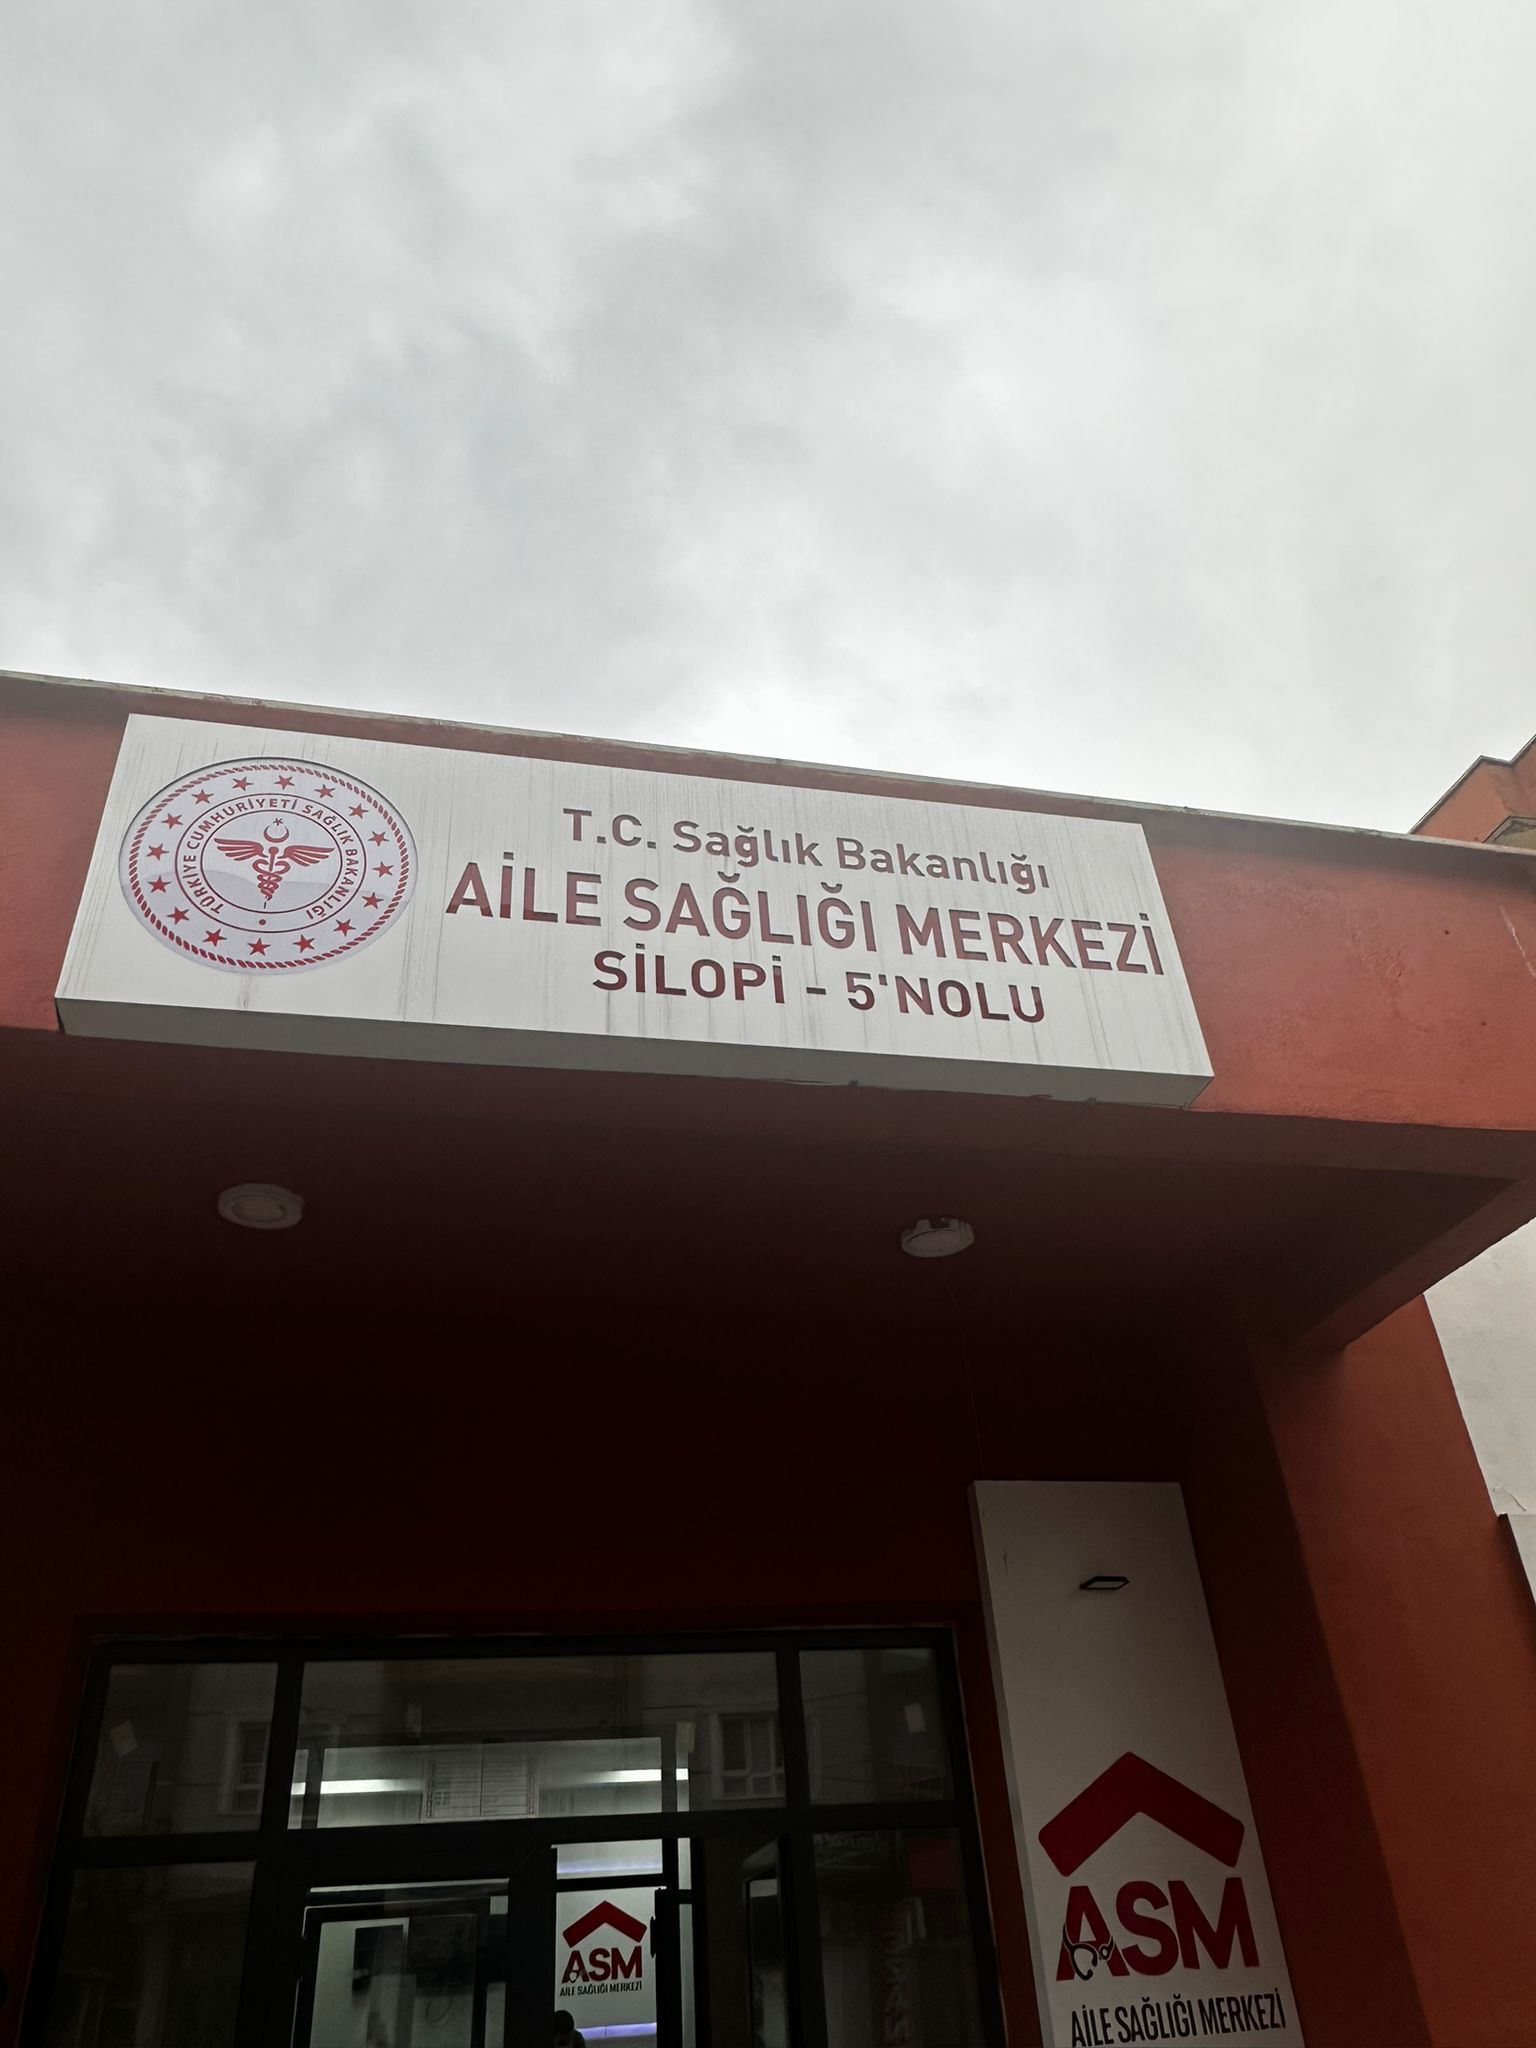 TÜRKİYE CUMHURİYETİ SAĞLIK BAKANLIĞI
T.C. Sağlık Bakanlığı
AİLE SAĞLIĞI MERKEZİ
SİLOPİ - 5'NOLU
ASM
AİLE SAĞLIĞI MERKEZİ
ASM
AİLE SAĞLIĞI MERKEZİ